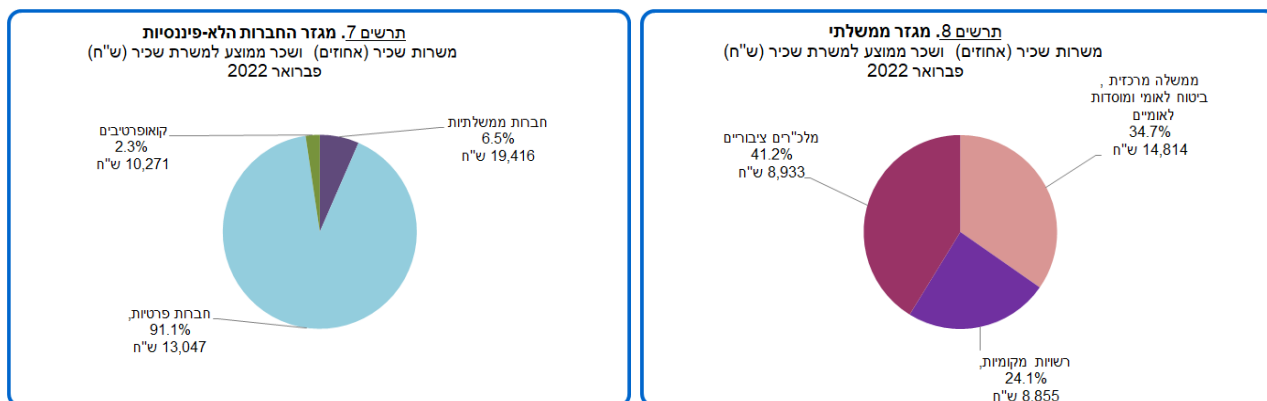 תרשים 8. מגזר ממשלתי
משרות שכיר (אחוזים) ושכר ממוצע למשרת שכיר (ש"ח)
פברואר 2022
ממשלה מרכזית ,
ביטוח לאומי ומוסדות
לאומיים
34.7%
14,814 ש"ח
מלכ"רים ציבוריים
41.2%
8,933 ש"ח
רשויות מקומיות,
24.1%
8,855 ש"ח
תרשים 7. מגזר החברות הלא-פיננסיות
משרות שכיר (אחוזים) ושכר ממוצע למשרת שכיר (ש"ח)
פברואר 2022
חברות ממשלתיות
6.5%
19,416 ש"ח
קואופרטיבים
2.3%
10,271 ש"ח
חברות פרטיות,
91.1%
13,047 ש"ח